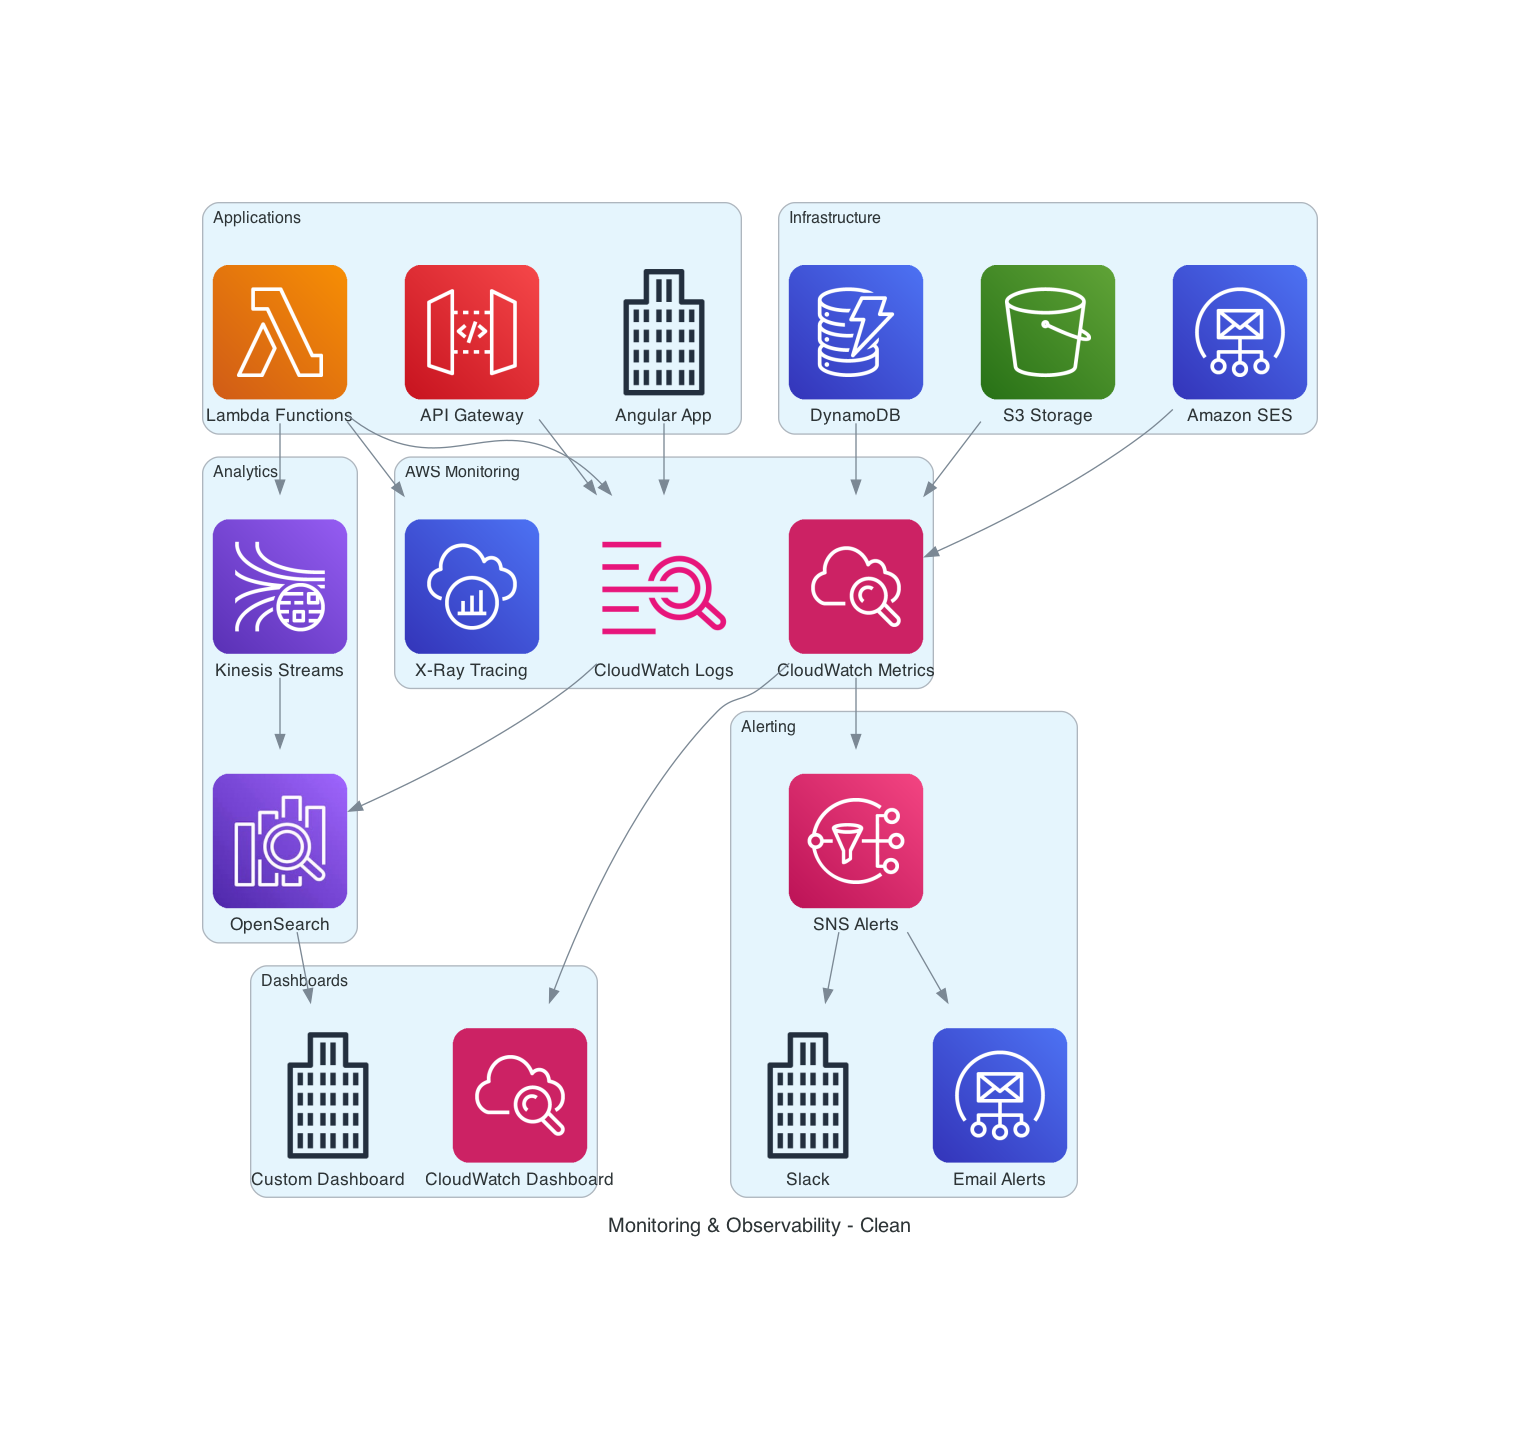 Applications
Infrastructure
Lambda Functions
API Gateway
Angular App
DynamoDB
S3 Storage
Amazon SES
Analytics
AWS Monitoring
Kinesis Streams
X-Ray Tracing
CloudWatch Logs
CloudWatch Metrics
Alerting
OpenSearch
SNS Alerts
Dashboards
Custom Dashboard
CloudWatch Dashboard
Slack
Email Alerts
Monitoring & Observability - Clean